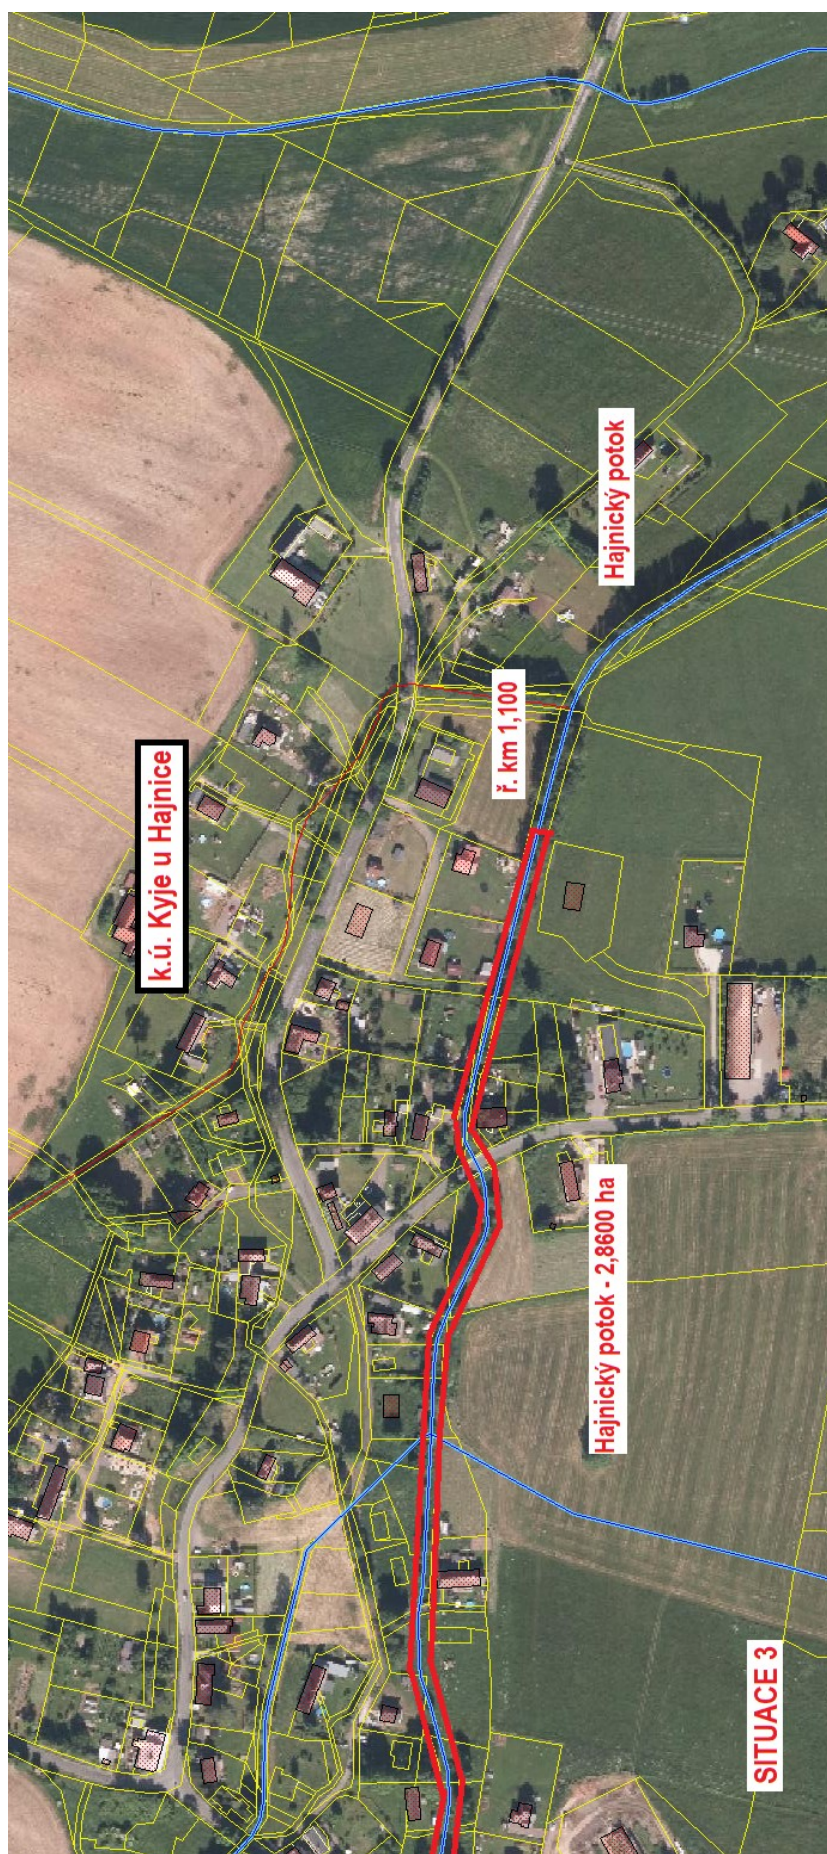 k.ú. Kyje u Hajnice
Hajnický potok
ř. km 1,100
Hajnický potok - 2,8600 ha
SITUACE 3